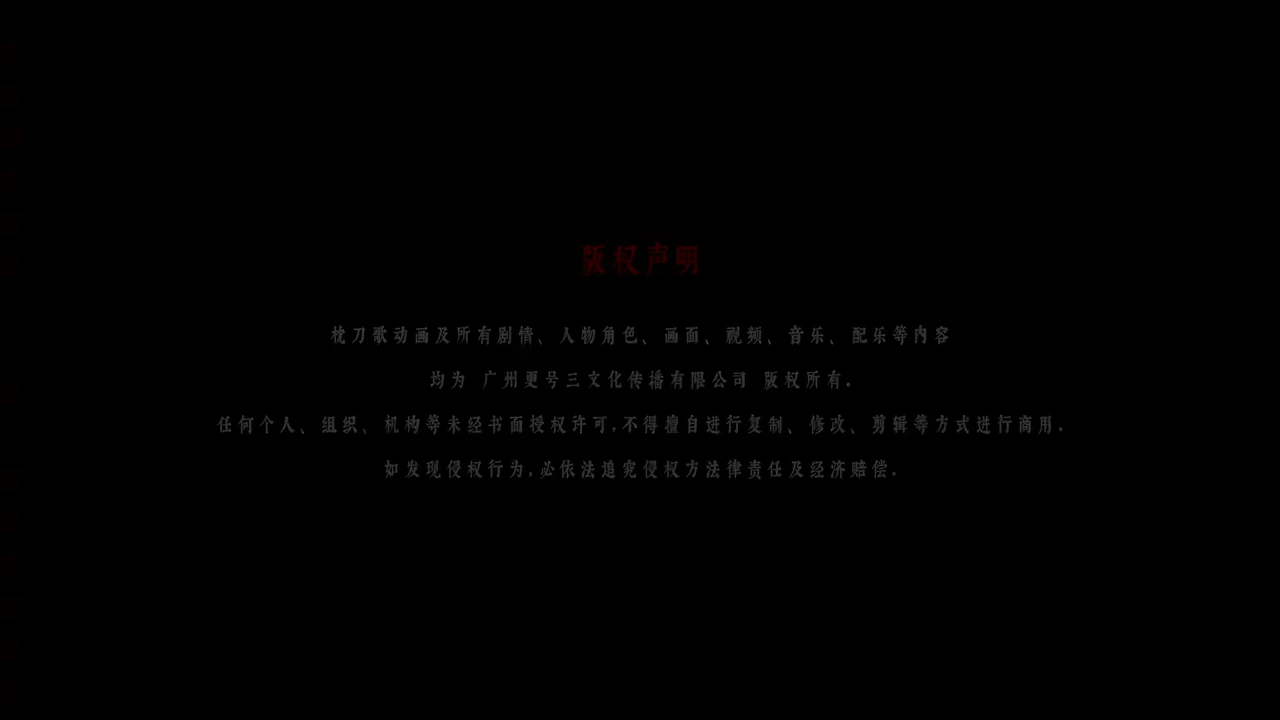 版权声明
枕刀歌动画及所有剧情、人物角色、画面、视频、音乐、配乐等内容
均为 广州更号三文化传播有限公司 版权所有.
任何个人、组织、机构等未经书面授权许可,不得擅自进行复制、修改、剪辑等方式进行商用.
如发现侵权行为,必依法追究侵权方法律责任及经济赔偿.